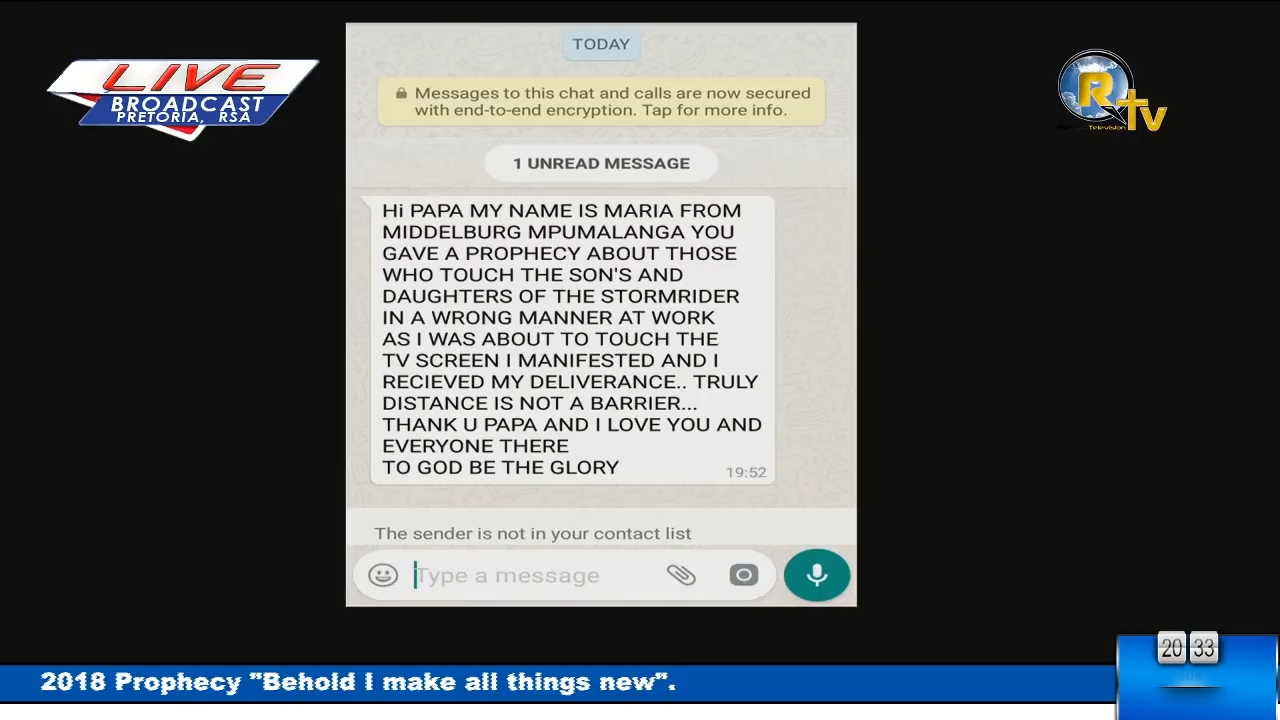 LIVE
BROADCAST
PRETORIA, RSA
R
tv
Television
TODAY
Messages to this chat and calls are now secured
with end-to-end encryption. Tap for more info.
1 UNREAD MESSAGE
Hi PAPA MY NAME IS MARIA FROM
MIDDELBURG MPUMALANGA YOU
GAVE A PROPHECY ABOUT THOSE
WHO TOUCH THE SON'S AND
DAUGHTERS OF THE STORMRIDER
IN A WRONG MANNER AT WORK
AS I WAS ABOUT TO TOUCH THE
TV SCREEN I MANIFESTED AND I
RECIEVED MY DELIVERANCE.. TRULY
DISTANCE IS NOT A BARRIER...
THANK U PAPA AND I LOVE YOU AND
EVERYONE THERE
TO GOD BE THE GLORY
19:52
The sender is not in your contact list
Type a message
20 33
2018 Prophecy "Behold I make all things new".